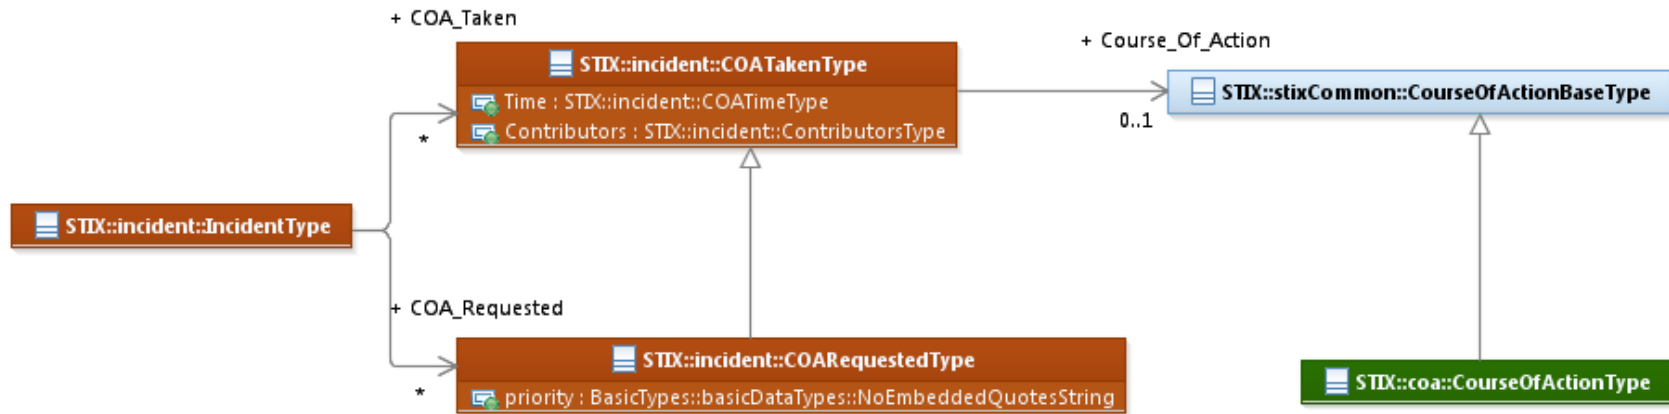 + COA_Taken
STIX::incident::COATakenType
Time : STIX::incident::COATimeType
Contributors : STIX::incident::ContributorsType
*
+ Course_Of_Action
STIX::stixCommon::CourseOfActionBaseType
0..1
STIX::incident::IncidentType
+ COA_Requested
STIX::incident::COARequestedType
priority : BasicTypes::basicDataTypes::NoEmbeddedQuotesString
*
STIX::coa::CourseOfActionType